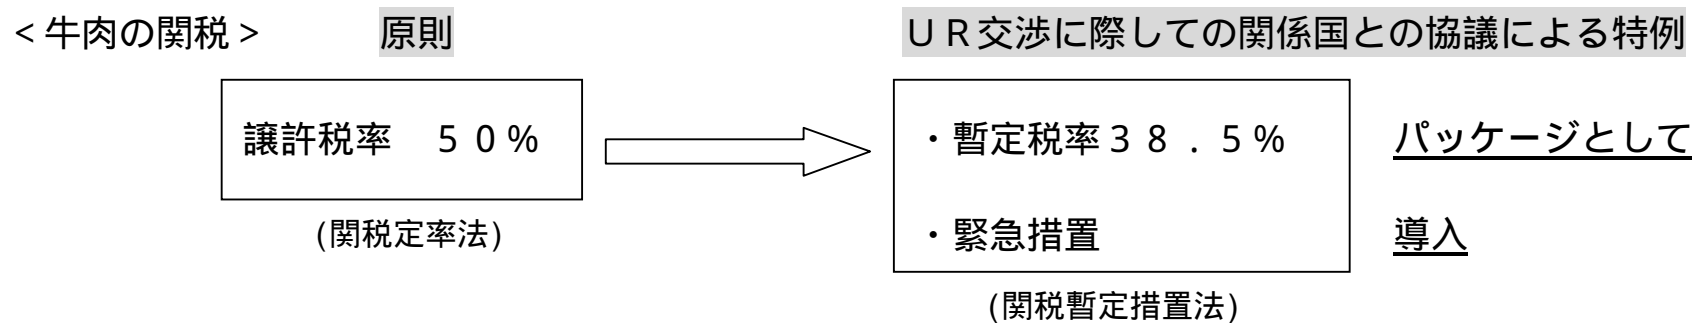 ＜牛肉の関税＞　原則　ＵＲ交渉に際しての関係国との協議による特例
譲許税率　５０％
（関税定率法）
・暫定税率３８．５％
・緊急措置
（関税暫定措置法）
パッケージとして
導入